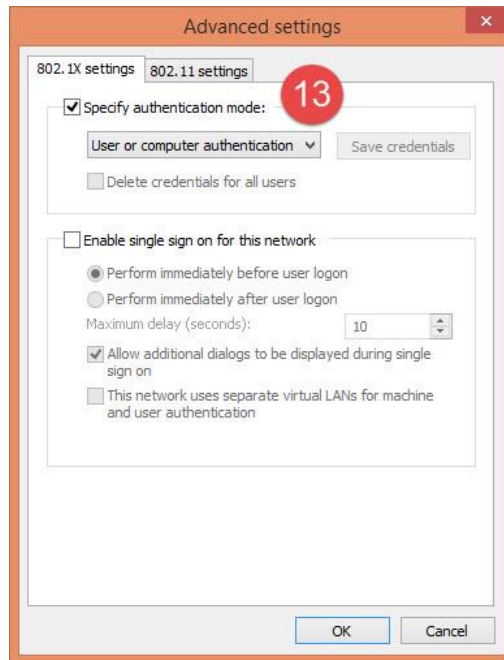 Advanced settings
x
802.1X settings 802.11 settings
13
Specify authentication mode:
User or computer authentication Save credentials
Delete credentials for all users
Enable single sign on for this network
Perform immediately before user logon
Perform immediately after user logon
Maximum delay (seconds): 10
Allow additional dialogs to be displayed during single
sign on
This network uses separate virtual LANs for machine
and user authentication
OK Cancel